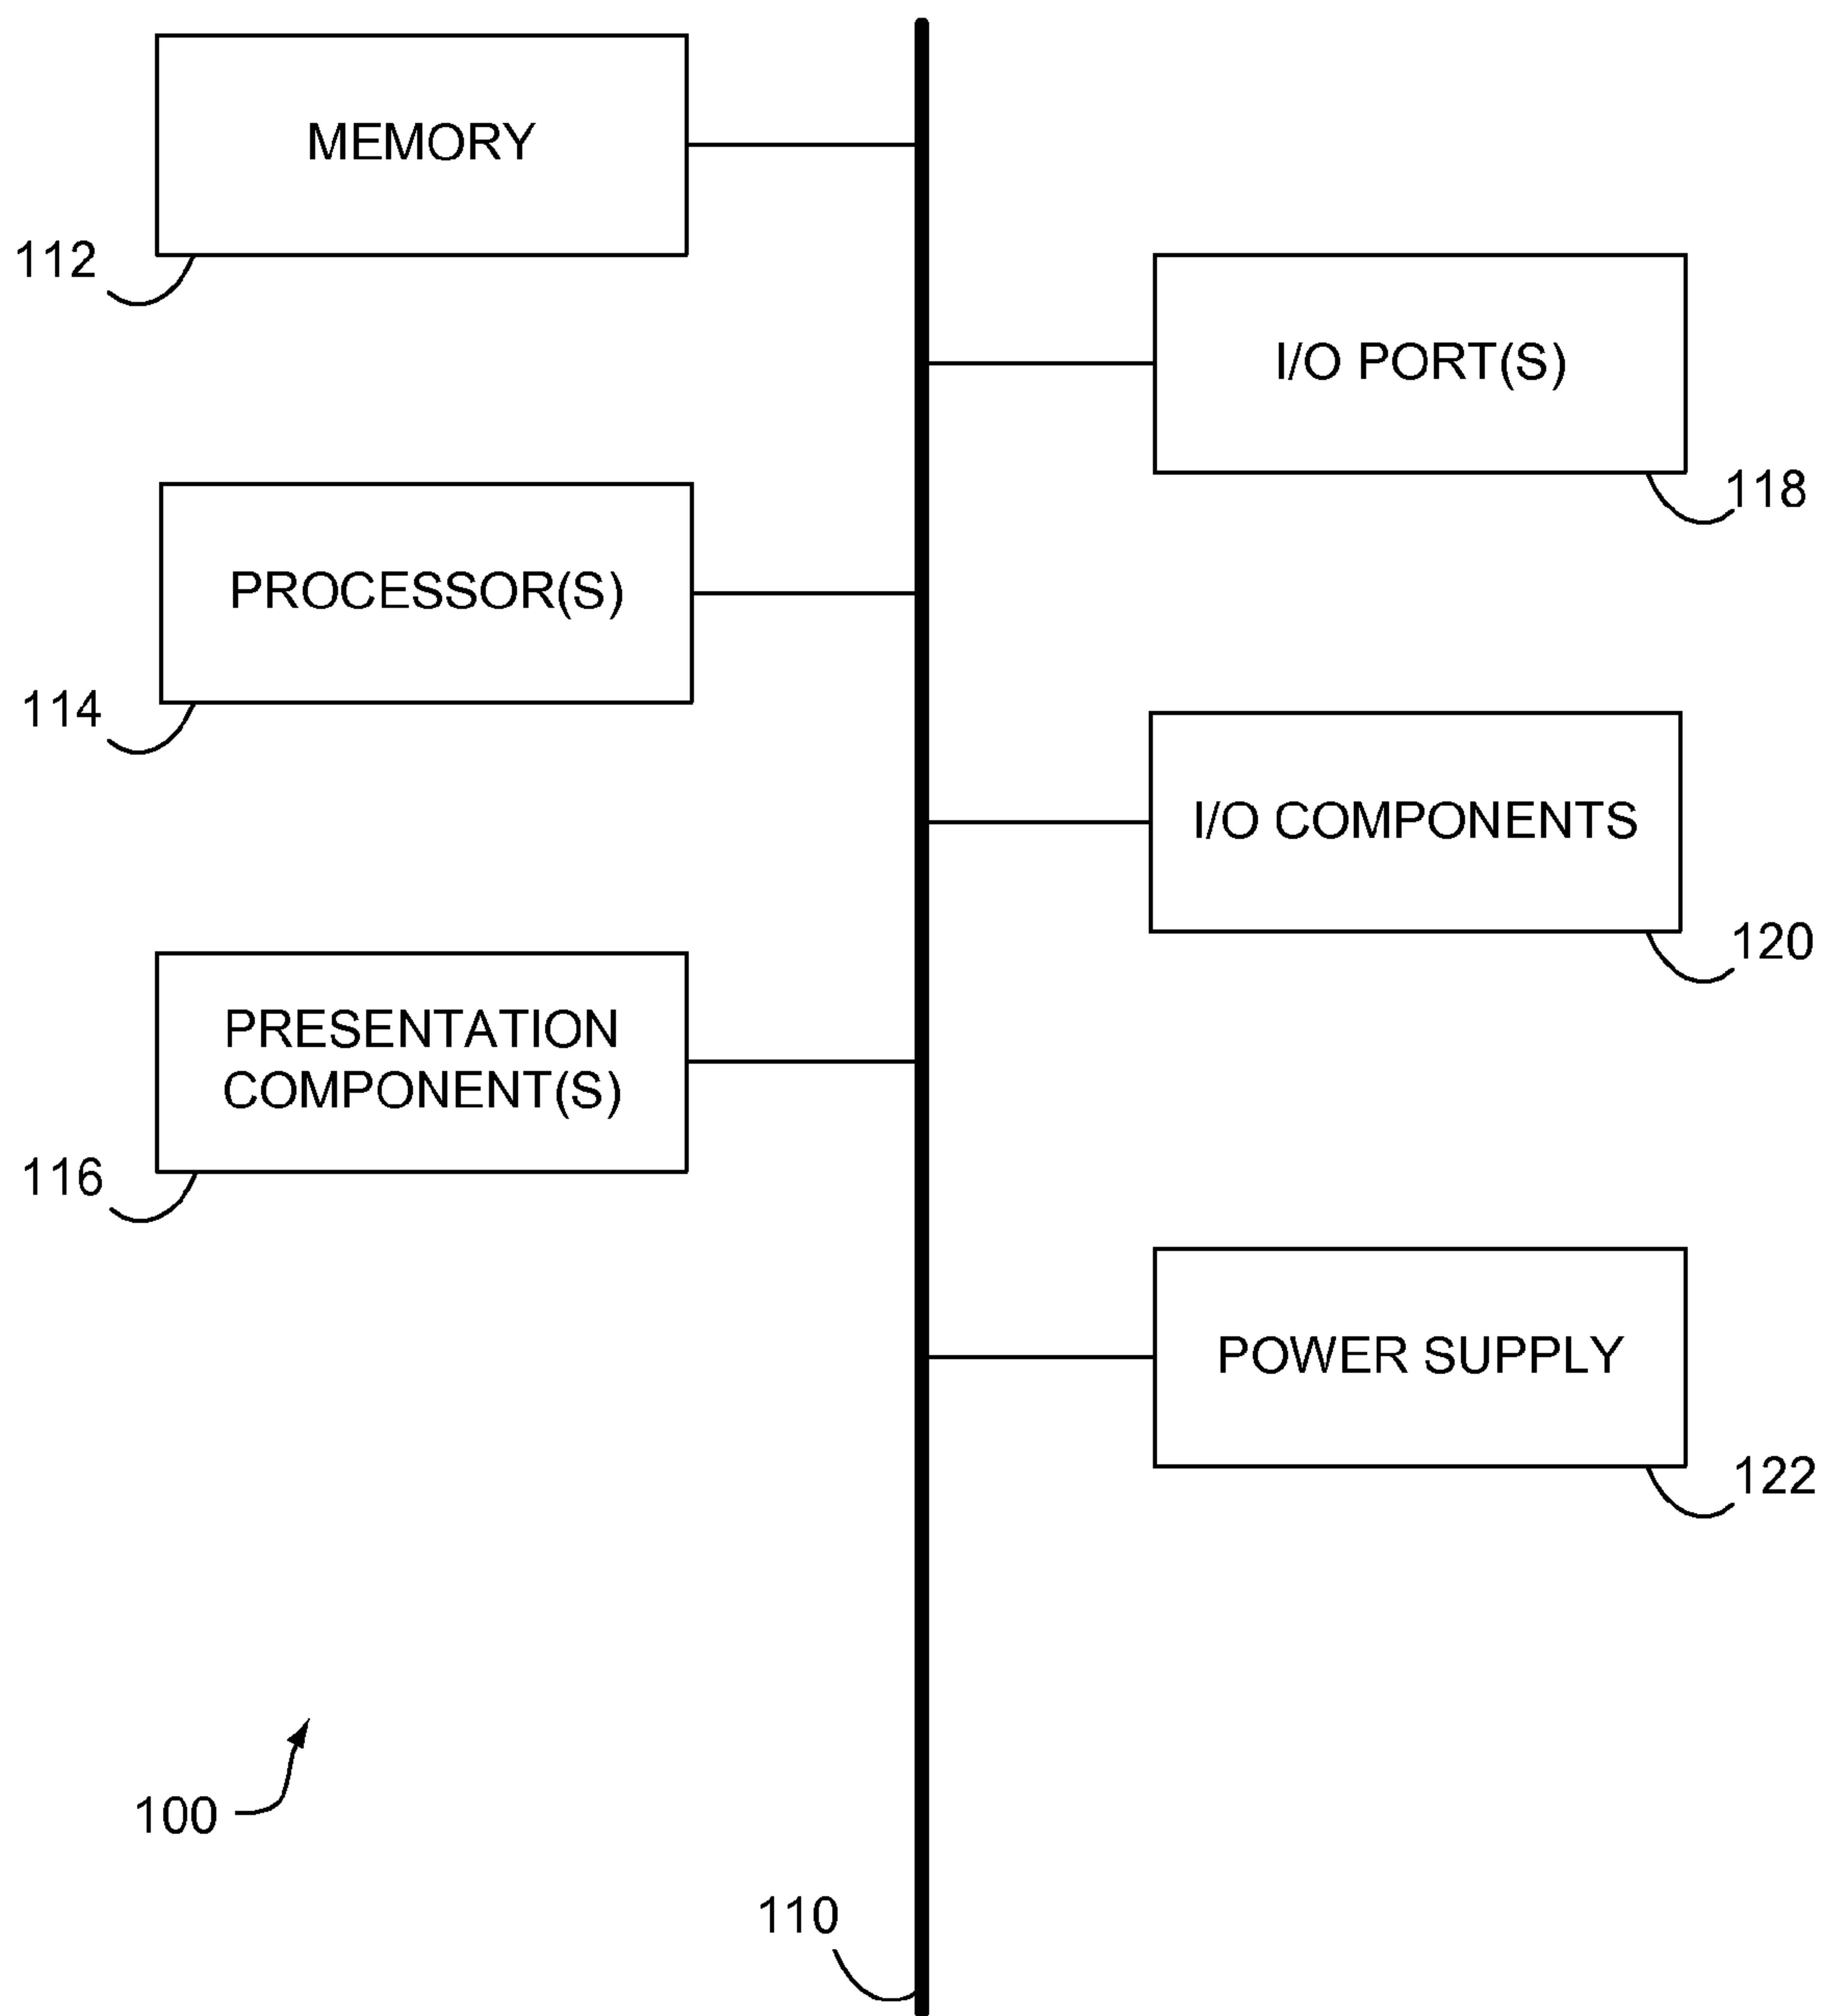 MEMORY
112
I/O PORT(S)
118
PROCESSOR(S)
114
I/O COMPONENTS
120
PRESENTATION
COMPONENT(S)
116
POWER SUPPLY
122
100
110